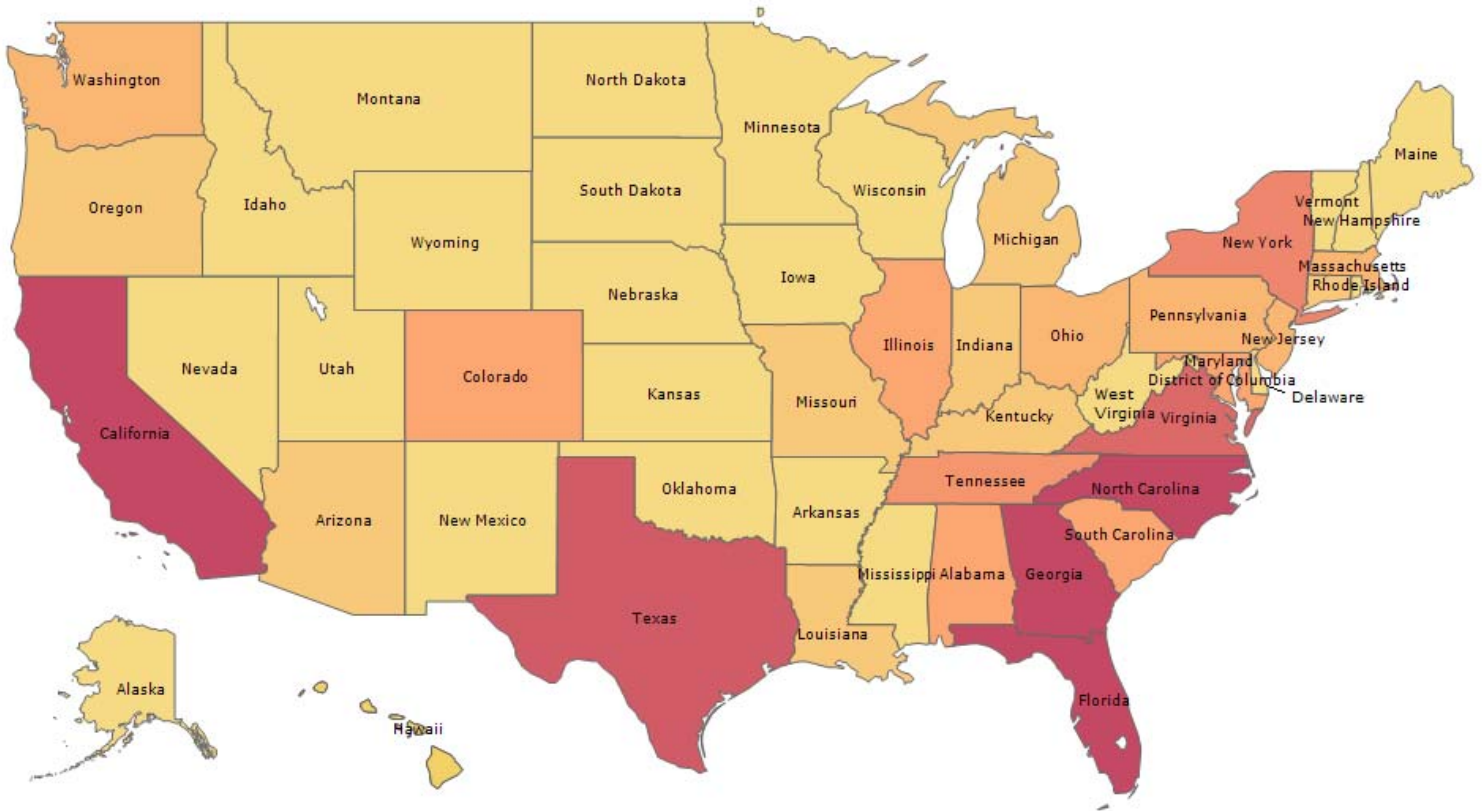 Washington
Montana
North Dakota
Minnesota
Maine
Oregon
Idaho
South Dakota
Wisconsin
Vermont
New Hampshire
Wyoming
Michigan
New York
Massachusetts
Rhode Island
Iowa
Nebraska
Pennsylvania
Nevada
Utah
Colorado
Illinois
Indiana
Ohio
New Jersey
Maryland
District of Columbia
Delaware
Kansas
Missouri
West
Virginia
Kentucky
Virginia
California
Tennessee
North Carolina
Arizona
New Mexico
Oklahoma
Arkansas
South Carolina
Mississippi
Alabama
Georgia
Texas
Louisiana
Florida
Alaska
Hawaii